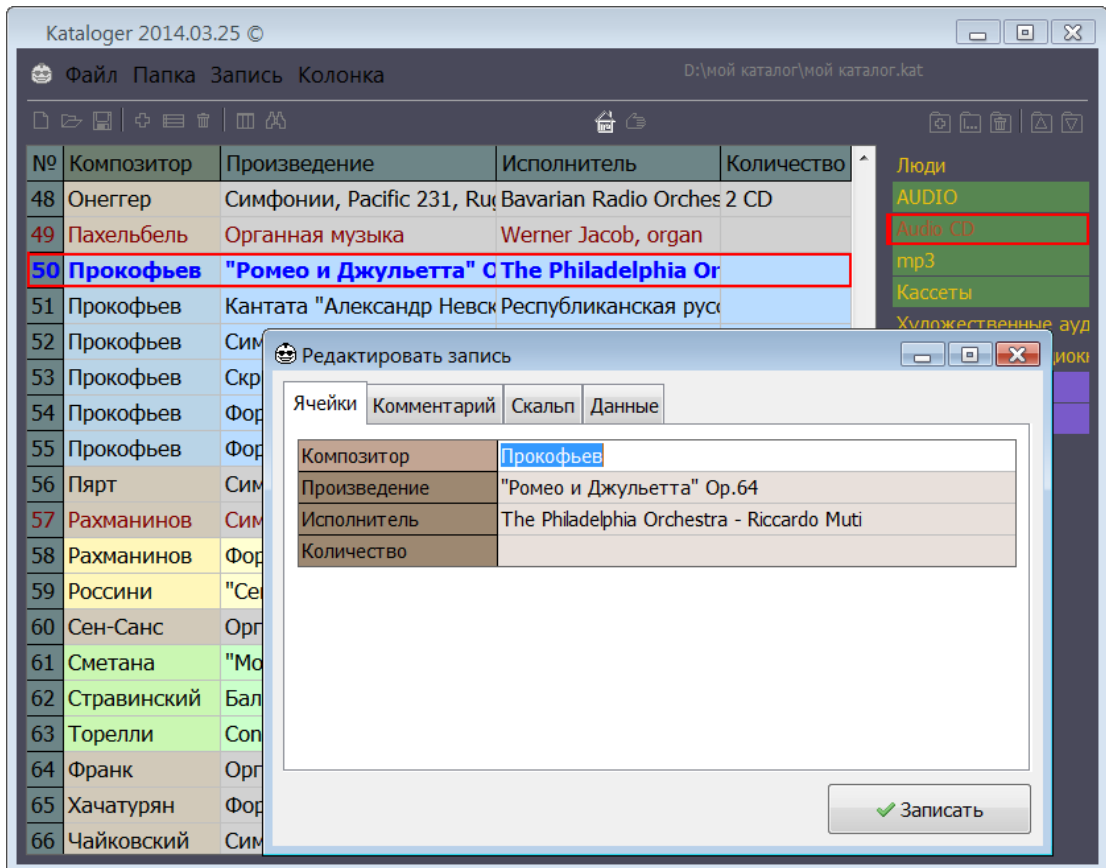 Kataloger 2014.03.25 ©
Файл Папка Запись Колонка
D:\мой каталог\мой каталог.kat
№ Композитор Произведение Исполнитель Количество
48 Онеггер Симфонии, Pacific 231, Rug Bavarian Radio Orches 2 CD
49 Пахельбель Органная музыка Werner Jacob, organ
50 Прокофьев "Ромео и Джульетта" O The Philadelphia Or
51 Прокофьев Кантата "Александр Невск Республиканская русс
52 Прокофьев Сим
53 Прокофьев Скр
54 Прокофьев Фор
55 Прокофьев Фор
56 Пярт Сим
57 Рахманинов Сим
58 Рахманинов Фор
59 Россини "Се
60 Сен-Санс Орг
61 Сметана "Мо
62 Стравинский Бал
63 Торелли Con
64 Франк Орг
65 Хачатурян Фор
66 Чайковский Сим
Люди
AUDIO
Audio CD
mp3
Кассеты
Художественные ауд
Редактировать запись
Ячейки Комментарий Скальп Данные
Композитор Прокофьев
Произведение "Ромео и Джульетта" Op.64
Исполнитель The Philadelphia Orchestra - Riccardo Muti
Количество
Записать